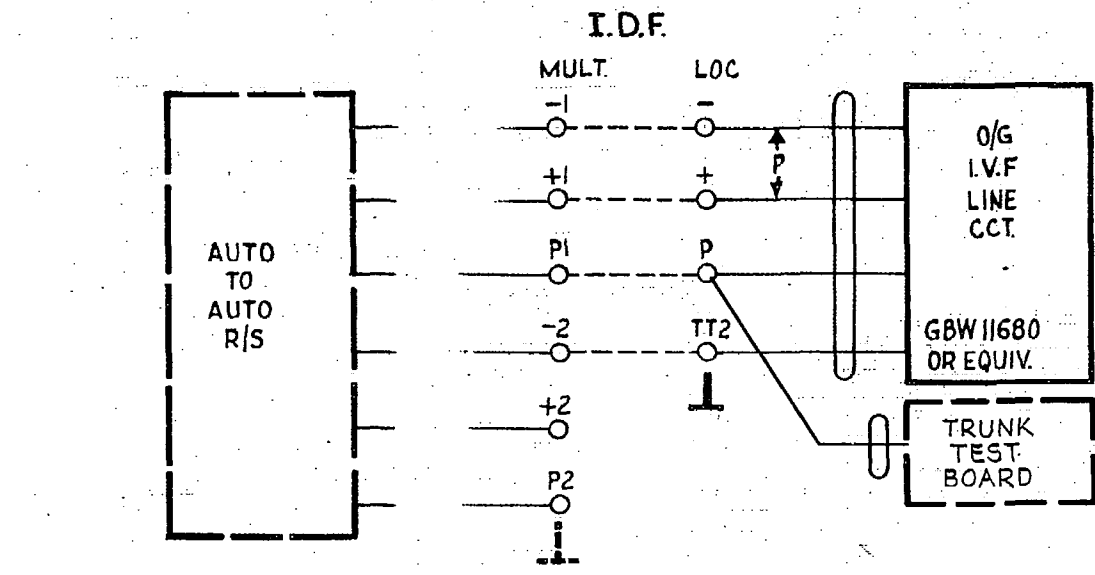 I.D.F.
MULT. LOC
-1 -
+1 +
P
P1 P
-2 TT2
+2
P2
AUTO
TO
AUTO
R/S
O/G
I.V.F
LINE
CCT.
GBW 11680
OR EQUIV.
TRUNK
TEST
BOARD